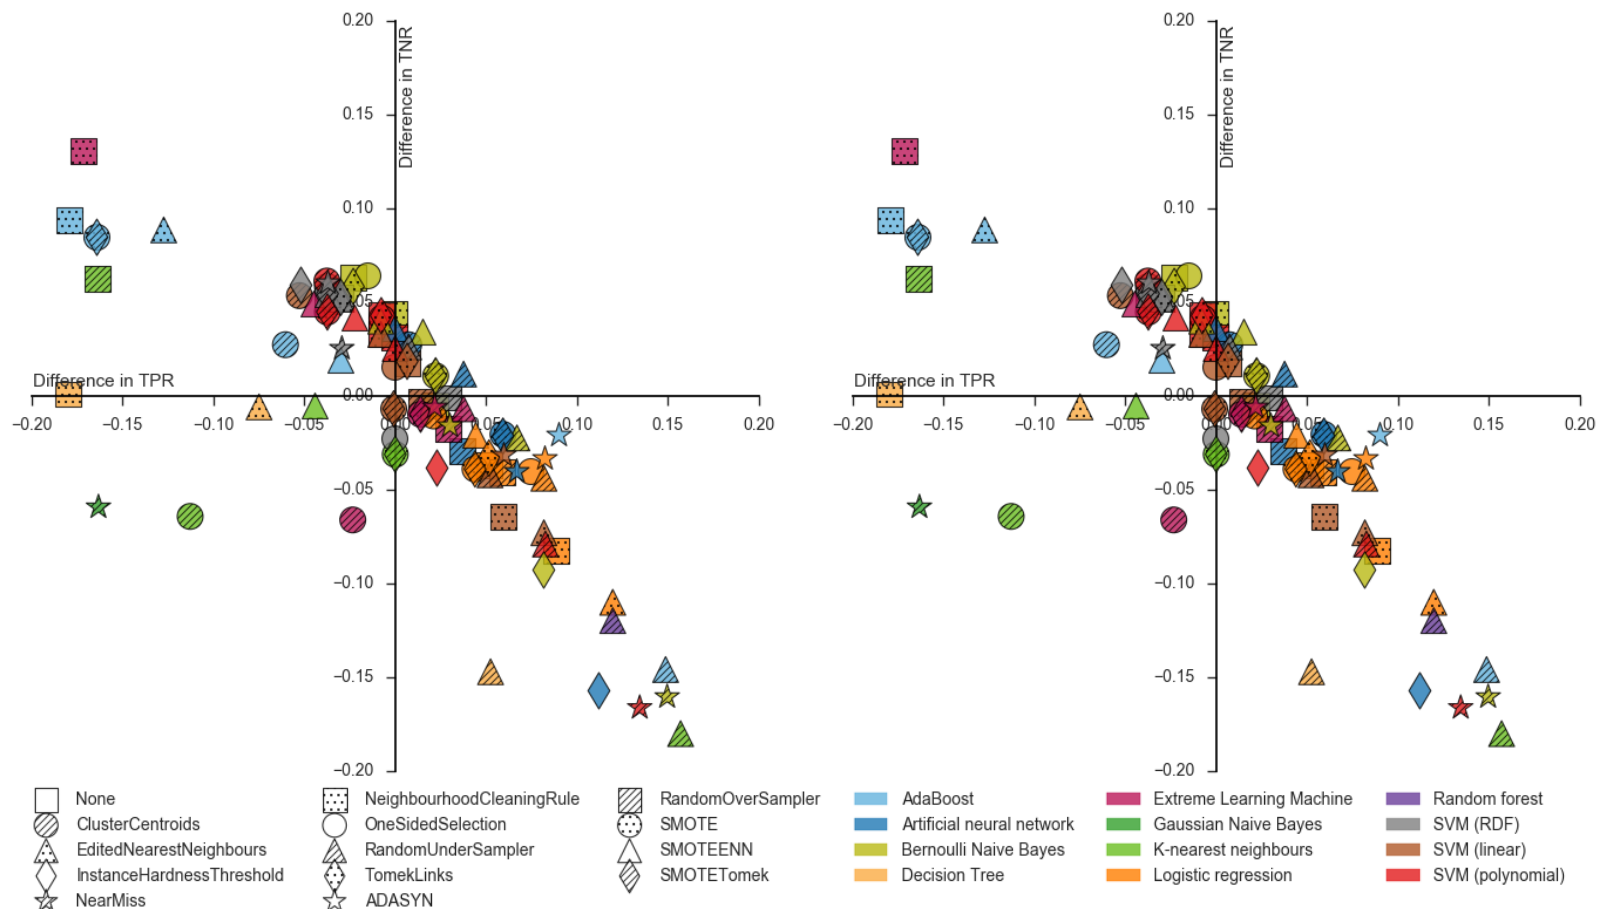 0.20 0.20
Difference in TNR Difference in TNR
0.15 0.15
0.10 0.10
0.05 0.05
Difference in TPR Difference in TPR
0.00 0.00
−0.20 −0.15 −0.10 −0.05 0.00 0.05 0.10 0.15 0.20 −0.20 −0.15 −0.10 −0.05 0.00 0.05 0.10 0.15 0.20
−0.05 −0.05
−0.10 −0.10
−0.15 −0.15
−0.20 −0.20
None NeighbourhoodCleaningRule RandomOverSampler AdaBoost Extreme Learning Machine Random forest
ClusterCentroids OneSidedSelection SMOTE Artificial neural network Gaussian Naive Bayes SVM (RDF)
EditedNearestNeighbours RandomUnderSampler SMOTEENN Bernoulli Naive Bayes K-nearest neighbours SVM (linear)
InstanceHardnessThreshold TomekLinks SMOTETomek Decision Tree Logistic regression SVM (polynomial)
NearMiss ADASYN